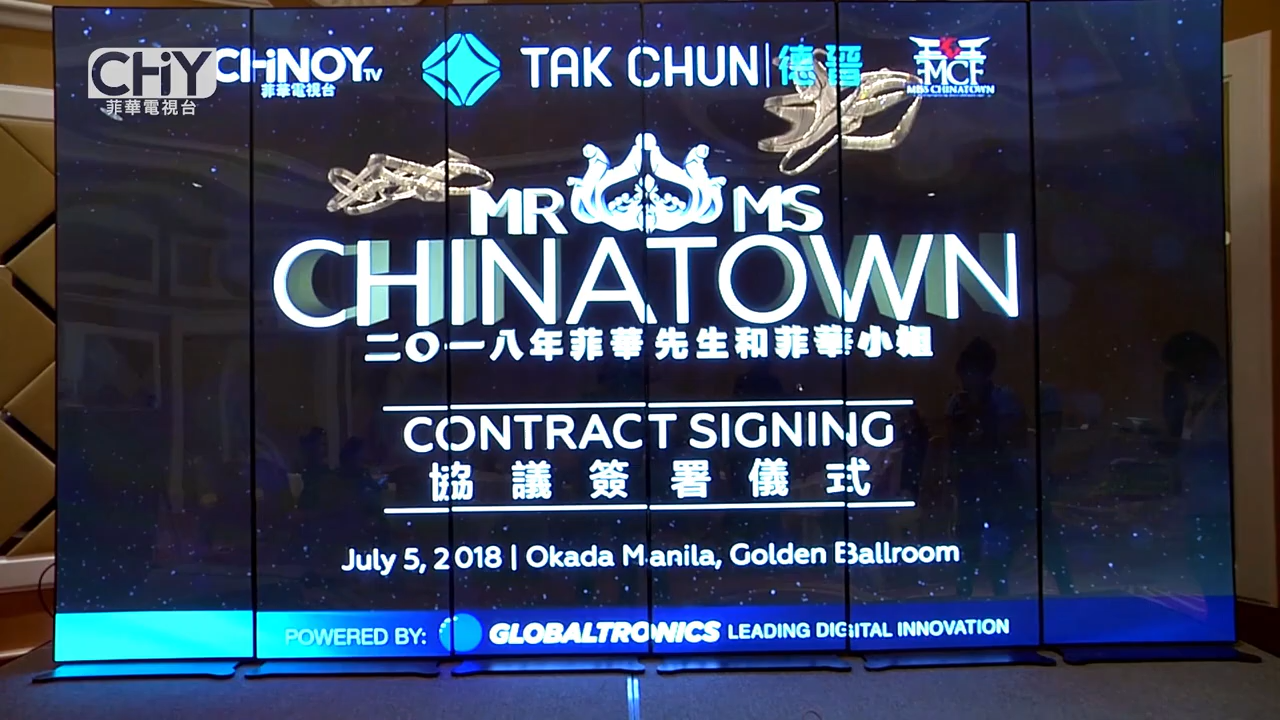 CHiY
菲華電視台
CHiNOY TV
菲華電視台
TAK CHUN | 德晉
MCF
MISS CHINATOWN
MR MS
CHINATOWN
二〇一八年菲華先生和菲華小姐
CONTRACT SIGNING
協議簽署儀式
July 5, 2018 | Okada Manila, Golden Ballroom
POWERED BY: GLOBALTRONICS LEADING DIGITAL INNOVATION